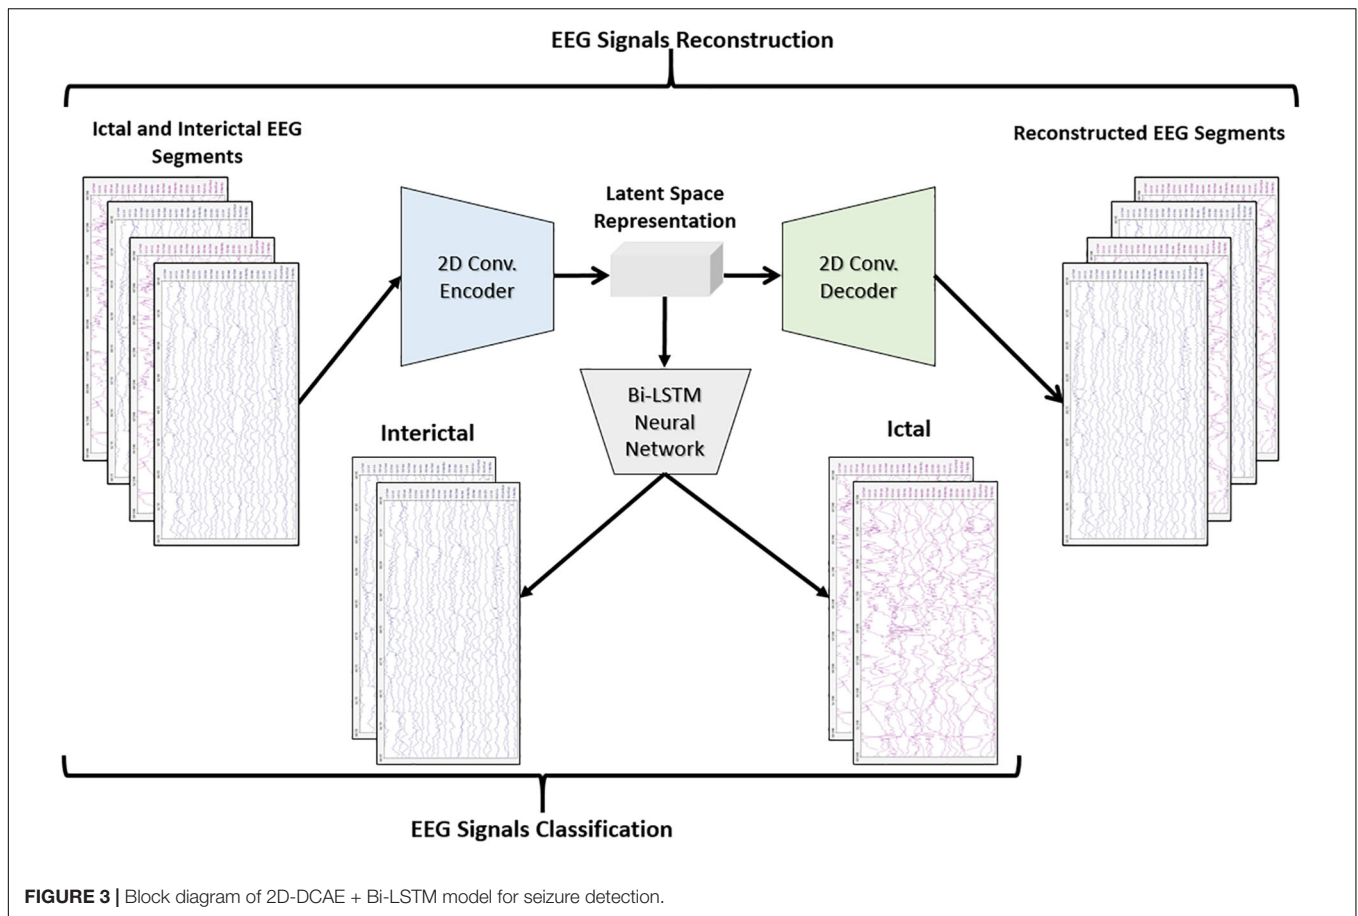 EEG Signals Reconstruction
Ictal and Interictal EEG
Segments
Reconstructed EEG Segments
Latent Space
Representation
2D Conv.
Encoder
2D Conv.
Decoder
Bi-LSTM
Neural
Network
Interictal
Ictal
EEG Signals Classification
FIGURE 3 | Block diagram of 2D-DCAE + Bi-LSTM model for seizure detection.